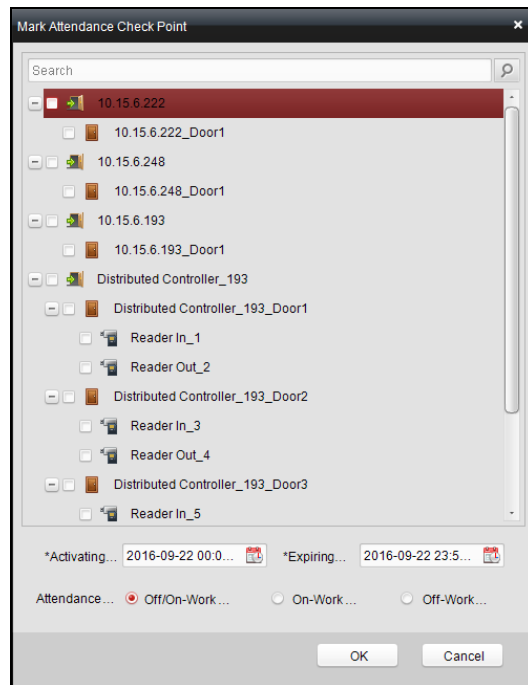 Mark Attendance Check Point
Search
10.15.6.222
10.15.6.222_Door1
10.15.6.248
10.15.6.248_Door1
10.15.6.193
10.15.6.193_Door1
Distributed Controller_193
Distributed Controller_193_Door1
Reader In_1
Reader Out_2
Distributed Controller_193_Door2
Reader In_3
Reader Out_4
Distributed Controller_193_Door3
Reader In_5
*Activating... 2016-09-22 00:0... *Expiring... 2016-09-22 23:5...
Attendance... Off/On-Work... On-Work... Off-Work...
OK Cancel